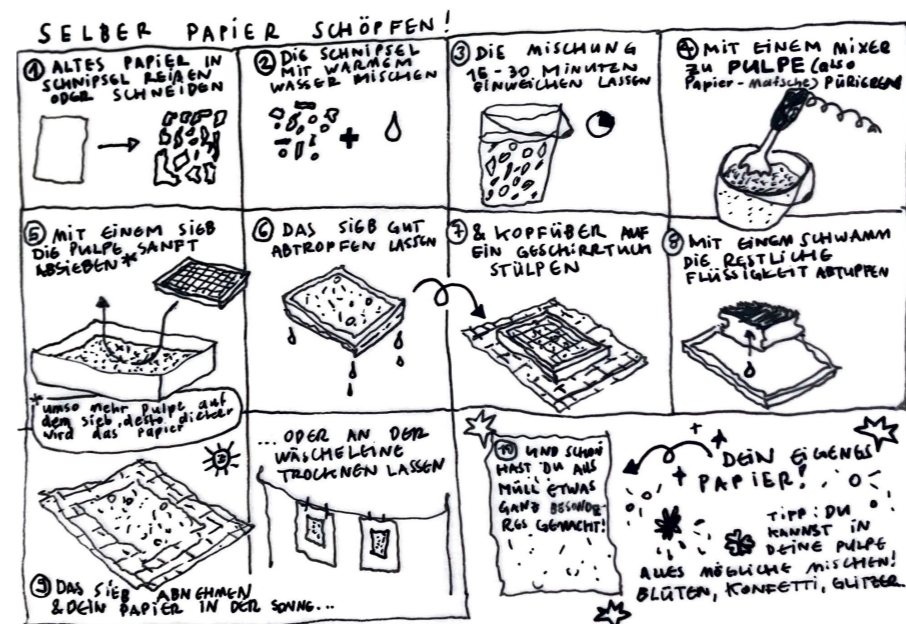 SELBER PAPIER SCHÖPFEN!
① ALTES PAPIER IN
SCHNIPSEL REIßEN
ODER SCHNEIDEN
② DIE SCHNIPSEL
MIT WARMEM
WASSER MISCHEN
③ DIE MISCHUNG
15-30 MINUTEN
EINWEICHEN LASSEN
④ MIT EINEM MIXER
ZU PULPE (also
Papier-Matsche) PÜRIEREN
⑤ MIT EINEM SIEB
DIE PULPE SANFT
ABSIEBEN*
* umso mehr Pulpe auf
dem Sieb, desto dicker
wird das Papier
⑥ DAS SIEB GUT
ABTROPFEN LASSEN
⑦ & KOPFÜBER AUF
EIN GESCHIRRTUCH
STÜLPEN
⑧ MIT EINEM SCHWAMM
DIE RESTLICHE
FLÜSSIGKEIT ABTUPFEN
⑨ DAS SIEB ABNEHMEN
& DEIN PAPIER IN DER SONNE...
...ODER AN DER
WÄSCHELEINE
TROCKNEN LASSEN
⑩ UND SCHON
HAST DU AUS
MÜLL ETWAS
GANZ BESONDE-
RES GEMACHT!
DEIN EIGENES
PAPIER!
TIPP: DU
KANNST IN
DEINE PULPE
ALLES MÖGLICHE MISCHEN!
BLÜTEN, KONFETTI, GLITZER.